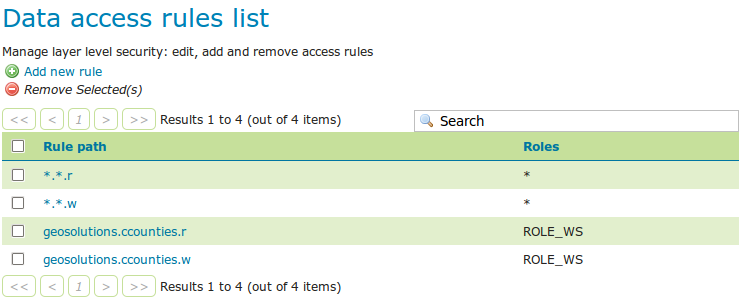 Data access rules list
Manage layer level security: edit, add and remove access rules
Add new rule
Remove Selected(s)
<< < 1 > >> Results 1 to 4 (out of 4 items) Search
Rule path Roles
*.*.r *
*.*.w *
geosolutions.ccounties.r ROLE_WS
geosolutions.ccounties.w ROLE_WS
<< < 1 > >> Results 1 to 4 (out of 4 items)